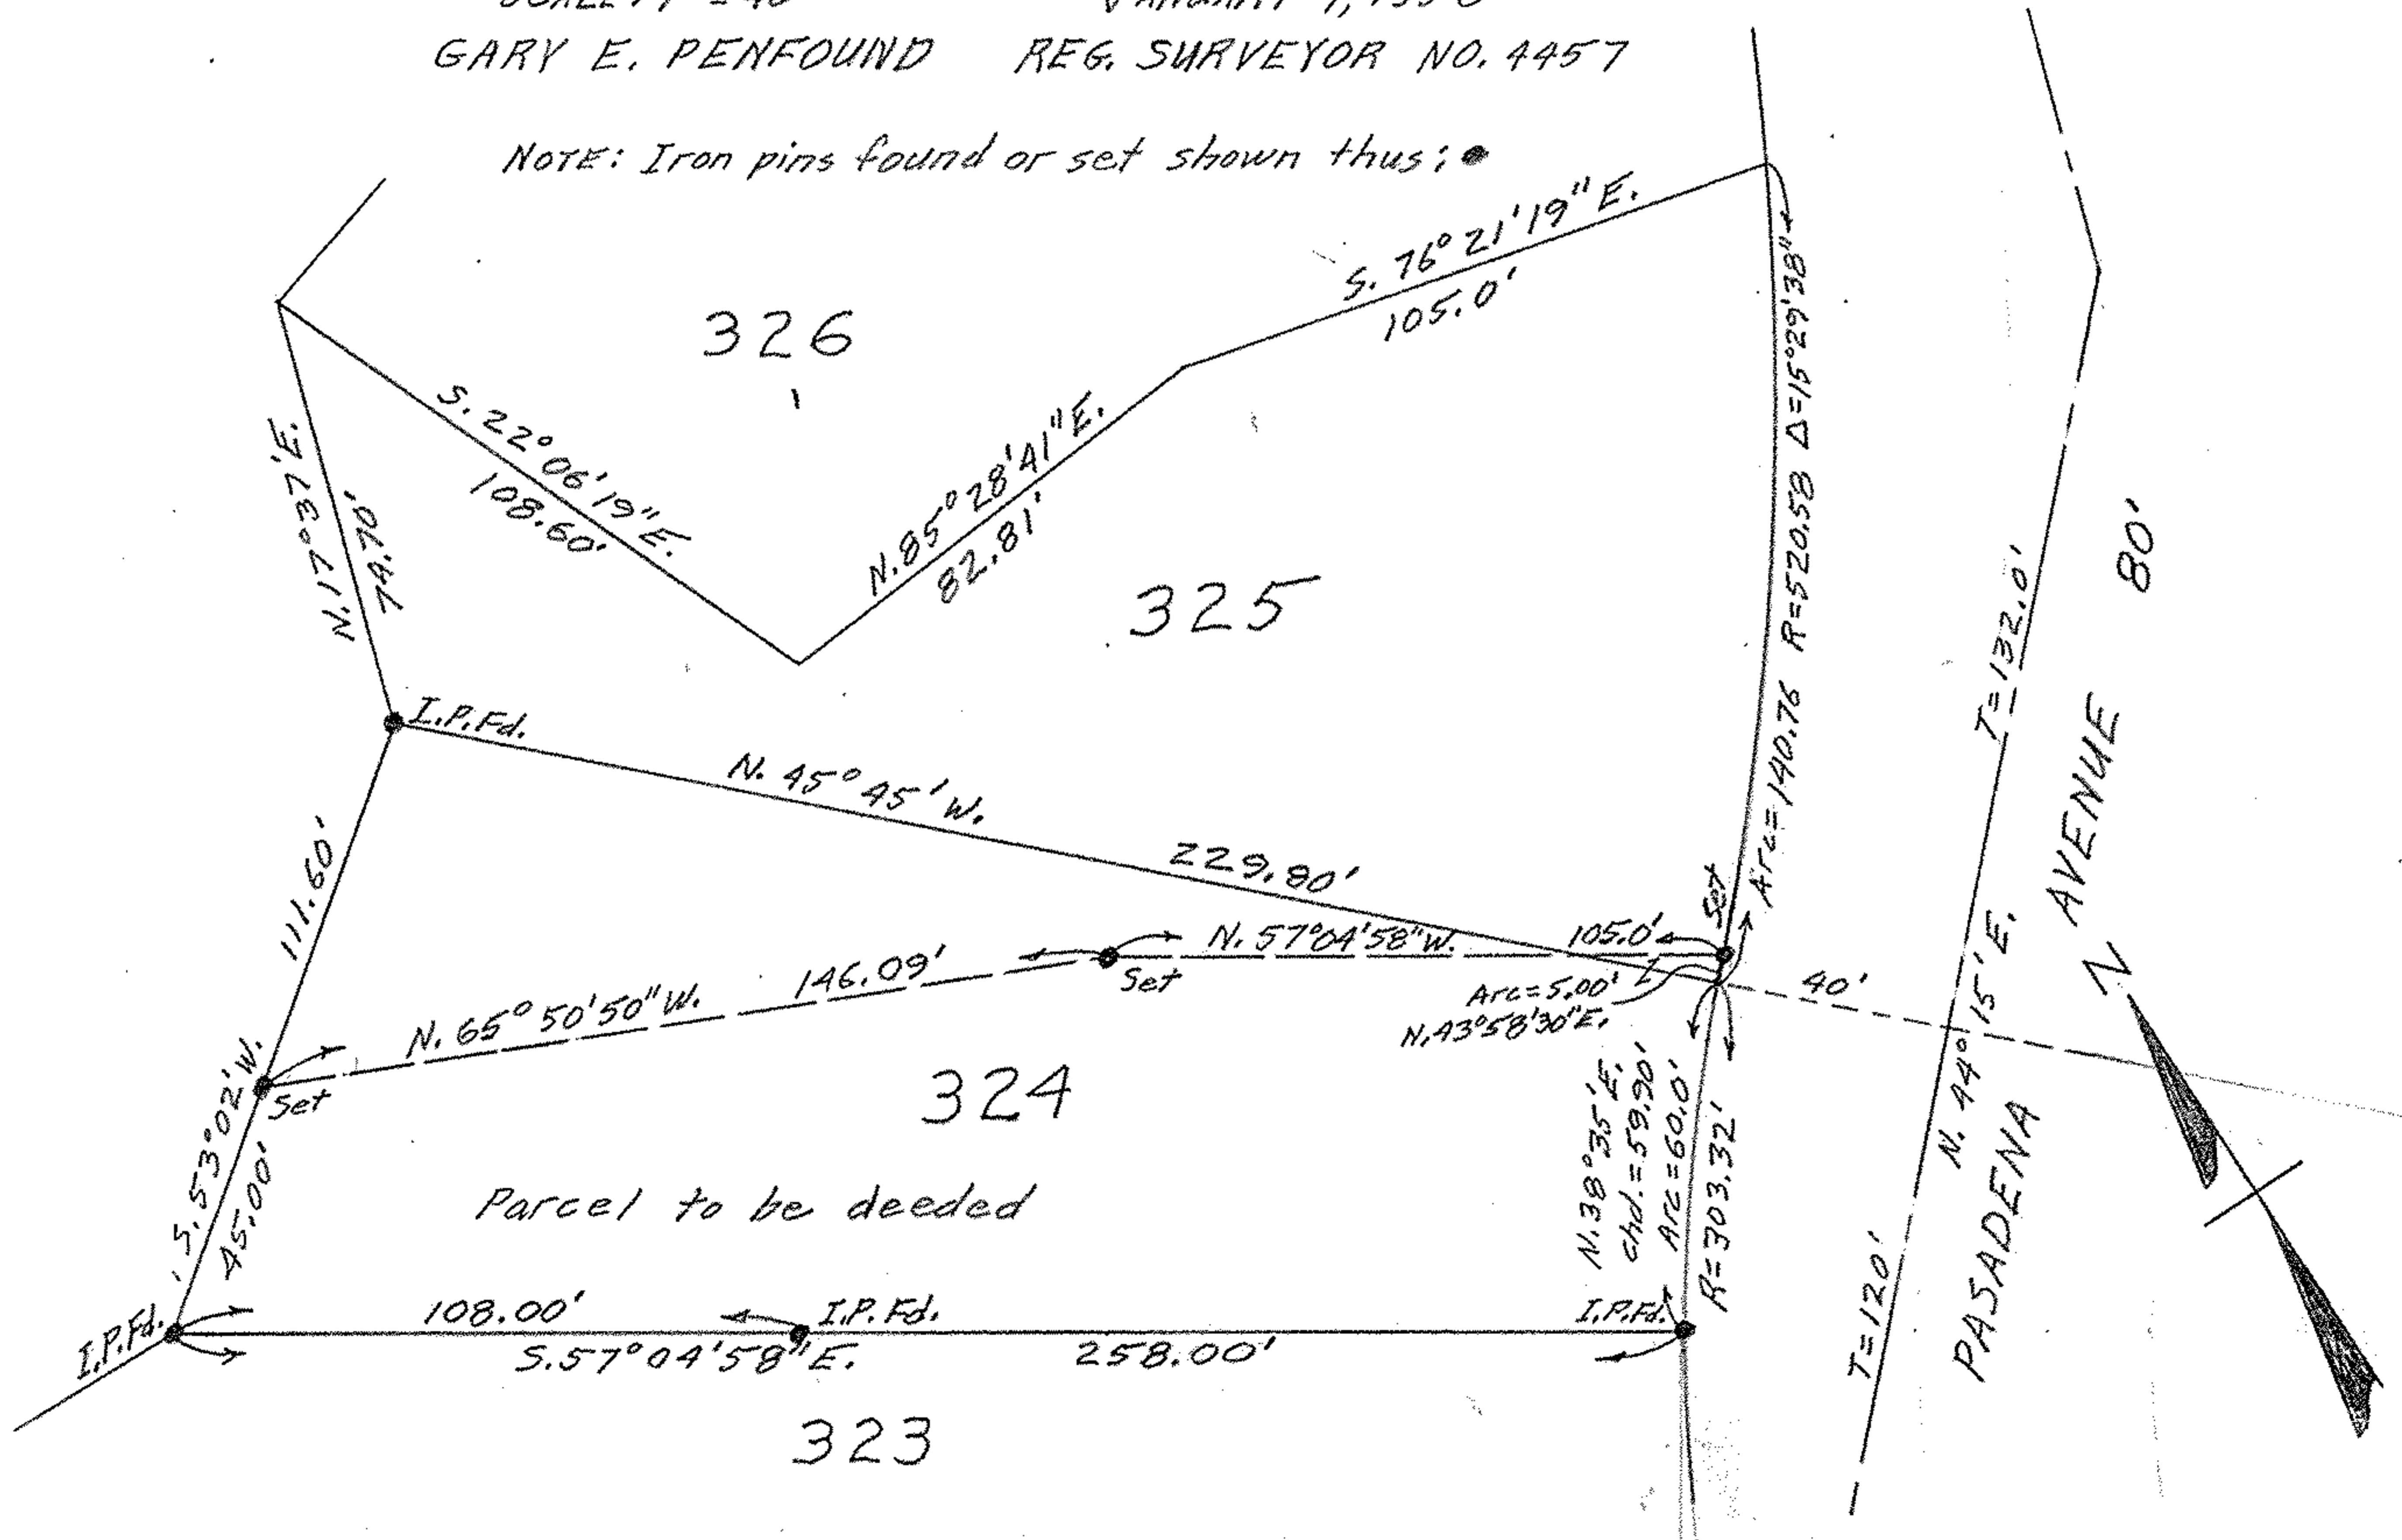 GARY E. PENFOUND REG. SURVEYOR NO. 4457
NOTE: Iron pins found or set shown thus:
S. 76° 21' 19" E.
105.0'
326
S. 22° 06' 19" E.
108.60'
N. 17° 37' E.
74.70'
N. 85° 28' 41" E.
82.81'
325
Arc=140.76 R=520.58 Δ=15°29'38"
T=132.0'
80'
I.P.Fd.
N. 45° 45' W.
229.80'
111.60'
Set
N. 57°04'58" W.
105.0'
Set
N. 65° 50' 50" W.
146.09'
Arc=5.00'
N. 43°58'30" E.
40'
Set
324
S. 53° 02' W.
45.00'
Parcel to be deeded
N. 38° 35' E.
Chd.=59.90'
Arc=60.0'
R=303.32'
N. 44° 15' E.
T=120'
PASADENA AVENUE
N
I.P.Fd.
108.00'
I.P.Fd.
I.P.Fd.
S. 57° 04' 58" E.
258.00'
323